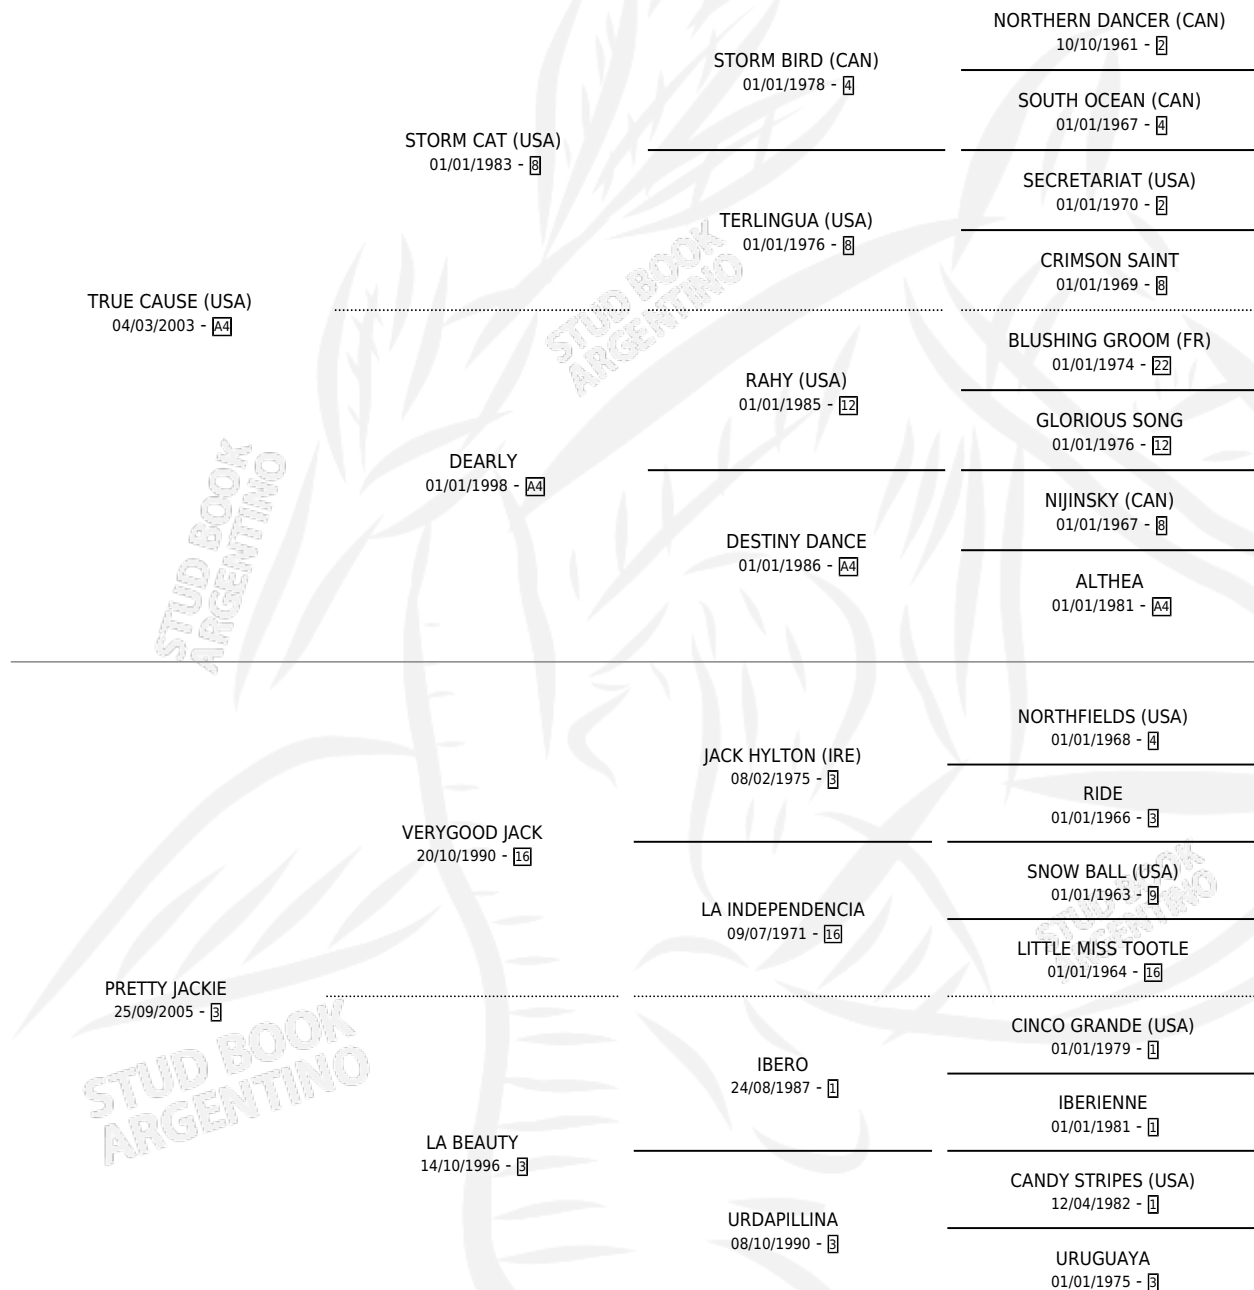 NORTHERN DANCER (CAN)
10/10/1961 - 2
STORM BIRD (CAN)
01/01/1978 - 4
SOUTH OCEAN (CAN)
01/01/1967 - 4
STORM CAT (USA)
01/01/1983 - 8
SECRETARIAT (USA)
01/01/1970 - 2
TERLINGUA (USA)
01/01/1976 - 8
CRIMSON SAINT
01/01/1969 - 8
TRUE CAUSE (USA)
04/03/2003 - A4
BLUSHING GROOM (FR)
01/01/1974 - 22
RAHY (USA)
01/01/1985 - 12
GLORIOUS SONG
01/01/1976 - 12
DEARLY
01/01/1998 - A4
NIJINSKY (CAN)
01/01/1967 - 8
DESTINY DANCE
01/01/1986 - A4
ALTHEA
01/01/1981 - A4
STUD BOOK
ARGENTINO
STUD BOOK
ARGENTINO
NORTHFIELDS (USA)
01/01/1968 - 4
JACK HYLTON (IRE)
08/02/1975 - 3
RIDE
01/01/1966 - 3
VERYGOOD JACK
20/10/1990 - 16
SNOW BALL (USA)
01/01/1963 - 9
LA INDEPENDENCIA
09/07/1971 - 16
LITTLE MISS TOOTLE
01/01/1964 - 16
PRETTY JACKIE
25/09/2005 - 3
CINCO GRANDE (USA)
01/01/1979 - 1
IBERO
24/08/1987 - 1
IBERIENNE
01/01/1981 - 1
LA BEAUTY
14/10/1996 - 3
CANDY STRIPES (USA)
12/04/1982 - 1
URDAPILLINA
08/10/1990 - 3
URUGUAYA
01/01/1975 - 3
STUD BOOK
ARGENTINO
STUD BOOK
ARGENTINO